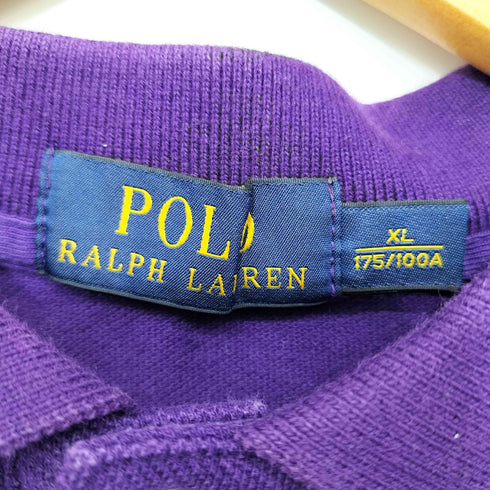 POLO
RALPH LAUREN
XL
175/100A